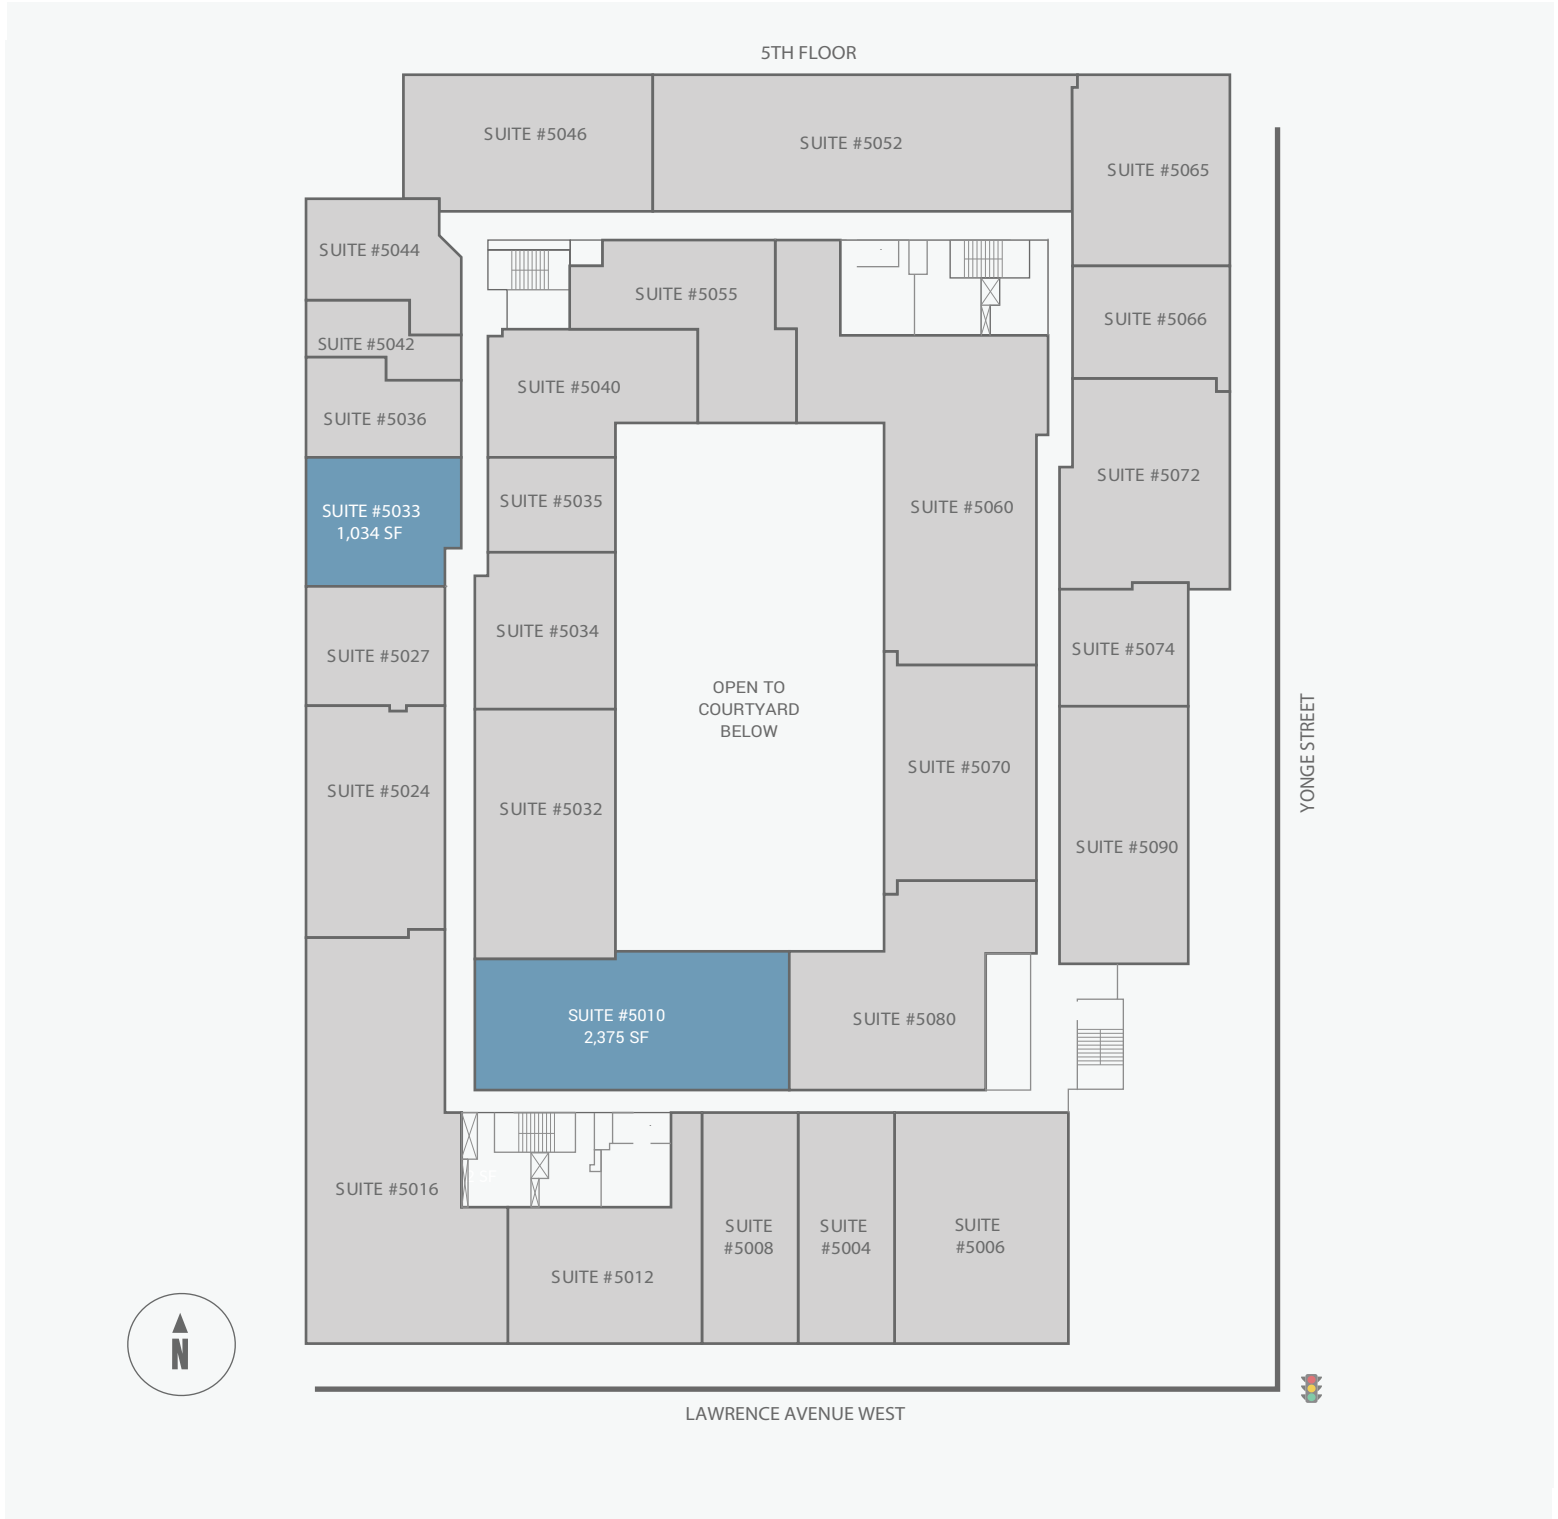 5TH FLOOR
SUITE #5046
SUITE #5052
SUITE #5065
SUITE #5044
SUITE #5055
SUITE #5066
SUITE #5042
SUITE #5040
SUITE #5036
SUITE #5072
SUITE #5035
SUITE #5060
SUITE #5033
1,034 SF
SUITE #5034
SUITE #5074
SUITE #5027
OPEN TO
COURTYARD
BELOW
YONGE STREET
SUITE #5070
SUITE #5024
SUITE #5032
SUITE #5090
SUITE #5010
2,375 SF
SUITE #5080
SF
SUITE #5016
SUITE
#5008
SUITE
#5004
SUITE
#5006
SUITE #5012
N
LAWRENCE AVENUE WEST